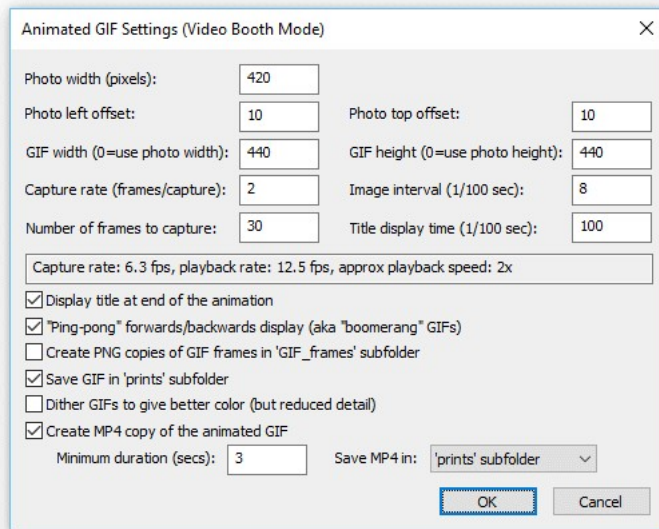 Animated GIF Settings (Video Booth Mode)
Photo width (pixels): 420
Photo left offset: 10 Photo top offset: 10
GIF width (0=use photo width): 440 GIF height (0=use photo height): 440
Capture rate (frames/capture): 2 Image interval (1/100 sec): 8
Number of frames to capture: 30 Title display time (1/100 sec): 100
Capture rate: 6.3 fps, playback rate: 12.5 fps, approx playback speed: 2x
Display title at end of the animation
"Ping-pong" forwards/backwards display (aka "boomerang" GIFs)
Create PNG copies of GIF frames in 'GIF_frames' subfolder
Save GIF in 'prints' subfolder
Dither GIFs to give better color (but reduced detail)
Create MP4 copy of the animated GIF
Minimum duration (secs): 3 Save MP4 in: 'prints' subfolder
OK Cancel